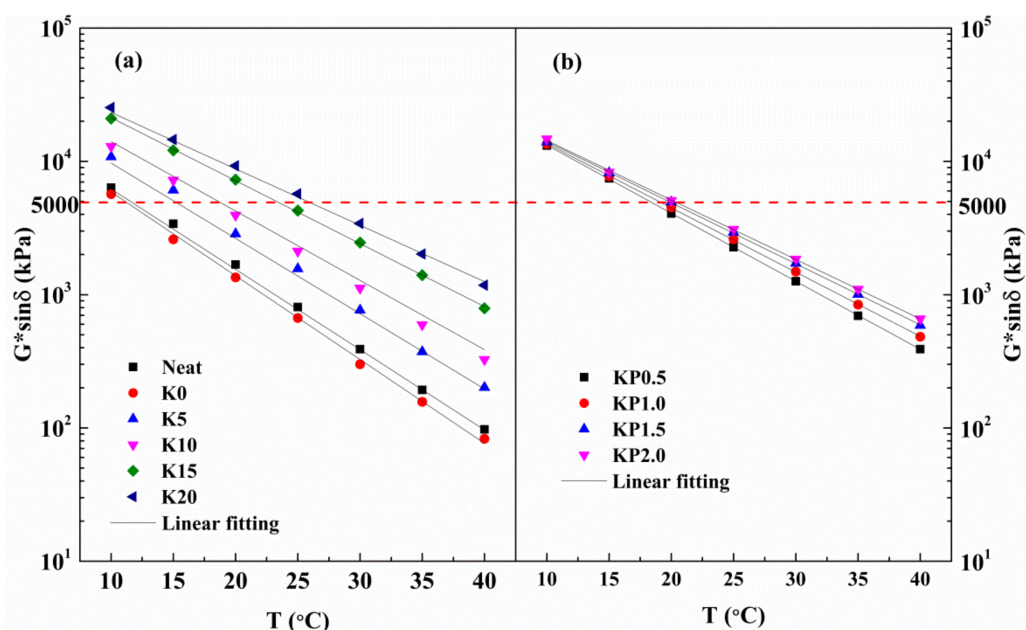 (a)
G*sinδ (kPa)
10⁵
10⁴
5000
10³
10²
10¹
Neat
K0
K5
K10
K15
K20
Linear fitting
10 15 20 25 30 35 40
T (°C)
(b)
KP0.5
KP1.0
KP1.5
KP2.0
Linear fitting
10 15 20 25 30 35 40
T (°C)
10⁵
10⁴
5000
10³
10²
10¹
G*sinδ (kPa)